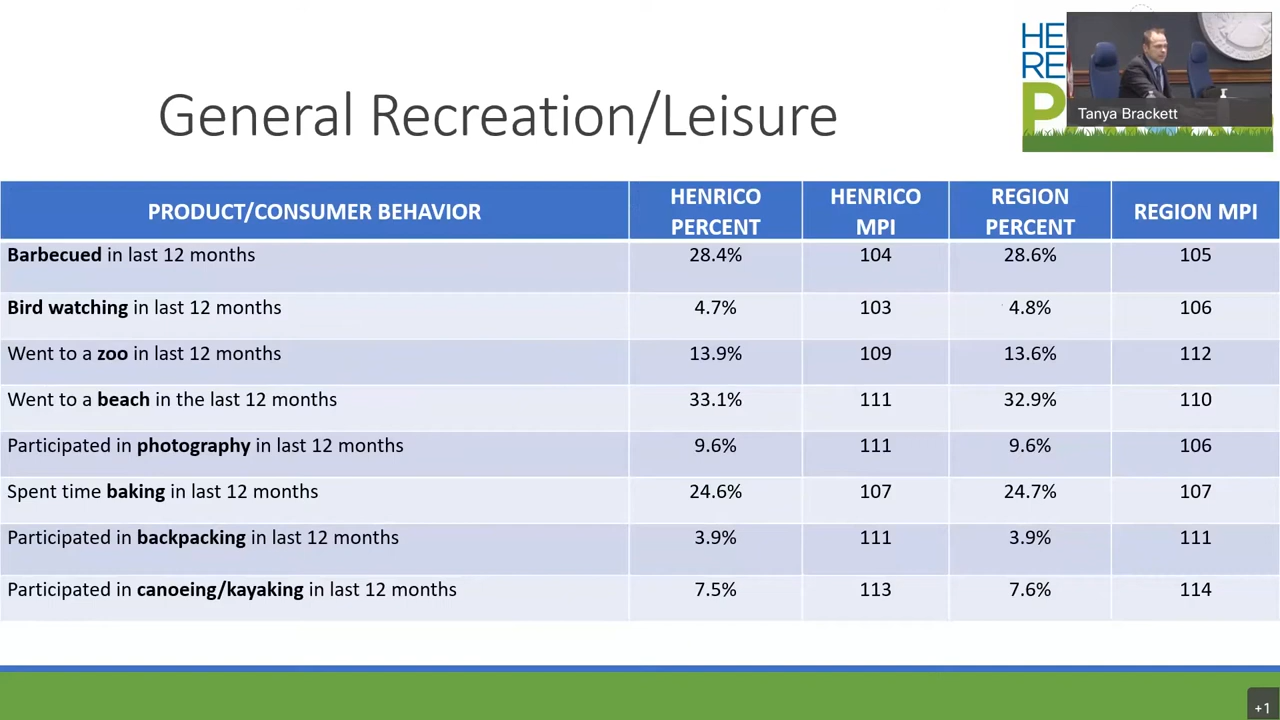 HE
RE
P
Tanya Brackett
General Recreation/Leisure
PRODUCT/CONSUMER BEHAVIOR HENRICO PERCENT HENRICO MPI REGION PERCENT REGION MPI
Barbecued in last 12 months 28.4% 104 28.6% 105
Bird watching in last 12 months 4.7% 103 4.8% 106
Went to a zoo in last 12 months 13.9% 109 13.6% 112
Went to a beach in the last 12 months 33.1% 111 32.9% 110
Participated in photography in last 12 months 9.6% 111 9.6% 106
Spent time baking in last 12 months 24.6% 107 24.7% 107
Participated in backpacking in last 12 months 3.9% 111 3.9% 111
Participated in canoeing/kayaking in last 12 months 7.5% 113 7.6% 114
+1